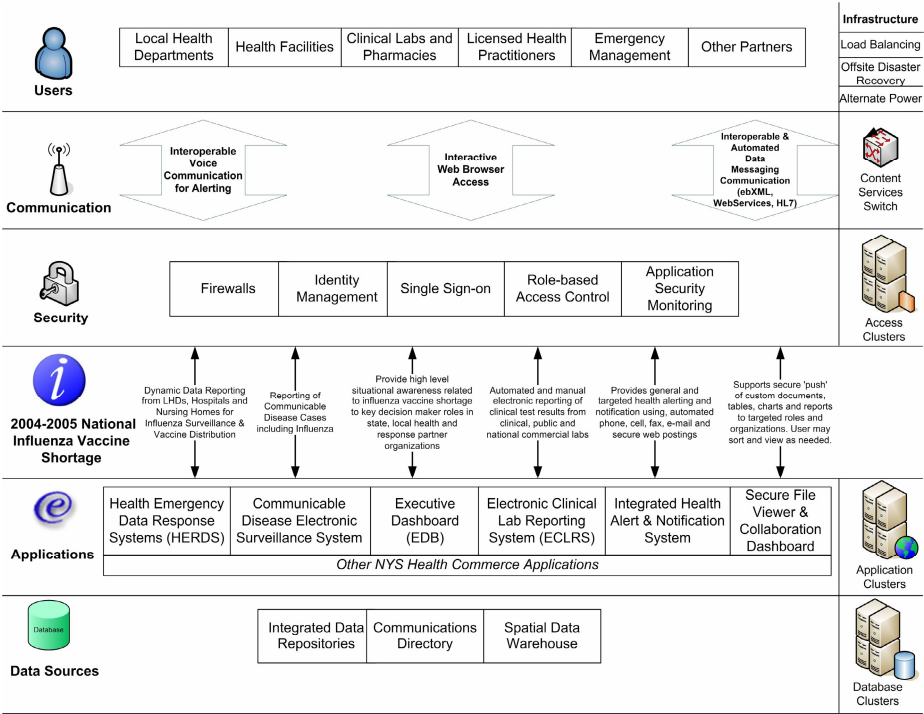 Infrastructure
Load Balancing
Offsite Disaster
Recovery
Alternate Power
Users
Local Health
Departments
Health Facilities
Clinical Labs and
Pharmacies
Licensed Health
Practitioners
Emergency
Management
Other Partners
Communication
Interoperable
Voice
Communication
for Alerting
Interactive
Web Browser
Access
Interoperable &
Automated
Data
Messaging
Communication
(ebXML,
WebServices, HL7)
Content
Services
Switch
Security
Firewalls
Identity
Management
Single Sign-on
Role-based
Access Control
Application
Security
Monitoring
Access
Clusters
2004-2005 National
Influenza Vaccine
Shortage
Dynamic Data Reporting
from LHDs, Hospitals and
Nursing Homes for
Influenza Surveillance &
Vaccine Distribution
Reporting of
Communicable
Disease Cases
including Influenza
Provide high level
situational awareness related
to influenza vaccine shortage
to key decision maker roles in
state, local health and
response partner
organizations
Automated and manual
electronic reporting of
clinical test results from
clinical, public and
national commercial labs
Provides general and
targeted health alerting and
notification using, automated
phone, cell, fax, e-mail and
secure web postings
Supports secure 'push'
of custom documents,
tables, charts and reports
to targeted roles and
organizations. User may
sort and view as needed.
Applications
Health Emergency
Data Response
Systems (HERDS)
Communicable
Disease Electronic
Surveillance System
Executive
Dashboard
(EDB)
Electronic Clinical
Lab Reporting
System (ECLRS)
Integrated Health
Alert & Notification
System
Secure File
Viewer &
Collaboration
Dashboard
Other NYS Health Commerce Applications
Application
Clusters
Database
Data Sources
Integrated Data
Repositories
Communications
Directory
Spatial Data
Warehouse
Database
Clusters